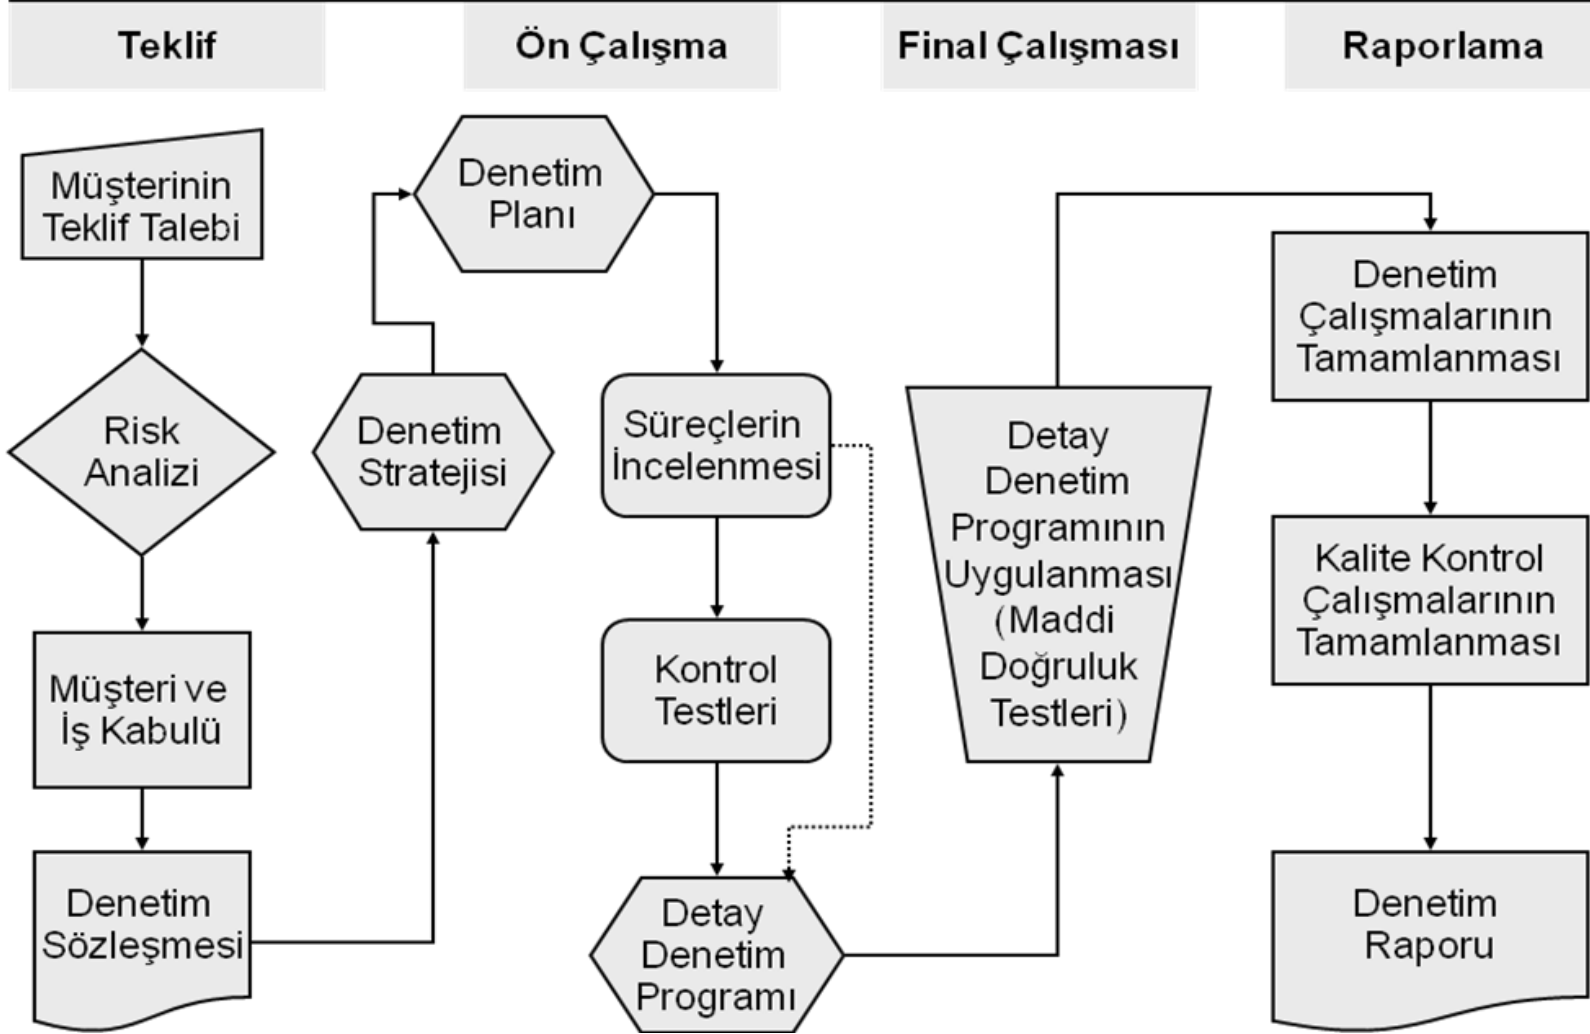 Teklif
Ön Çalışma
Final Çalışması
Raporlama
Müşterinin
Teklif Talebi
Risk
Analizi
Müşteri ve
İş Kabulü
Denetim
Sözleşmesi
Denetim
Stratejisi
Denetim
Planı
Süreçlerin
İncelenmesi
Kontrol
Testleri
Detay
Denetim
Programı
Detay
Denetim
Programının
Uygulanması
(Maddi
Doğruluk
Testleri)
Denetim
Çalışmalarının
Tamamlanması
Kalite Kontrol
Çalışmalarının
Tamamlanması
Denetim
Raporu